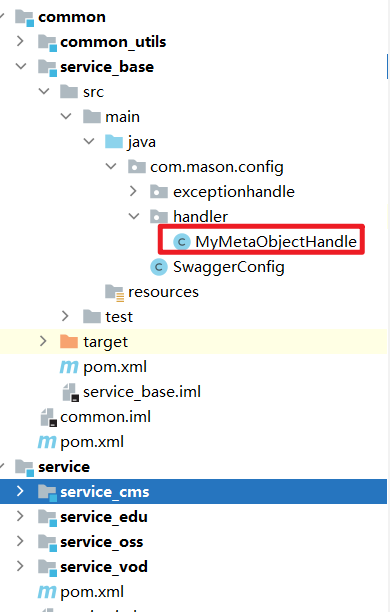 common
common_utils
service_base
src
main
java
com.mason.config
exceptionhandle
handler
MyMetaObjectHandle
SwaggerConfig
resources
test
target
pom.xml
service_base.iml
common.iml
pom.xml
service
service_cms
service_edu
service_oss
service_vod
pom.xml